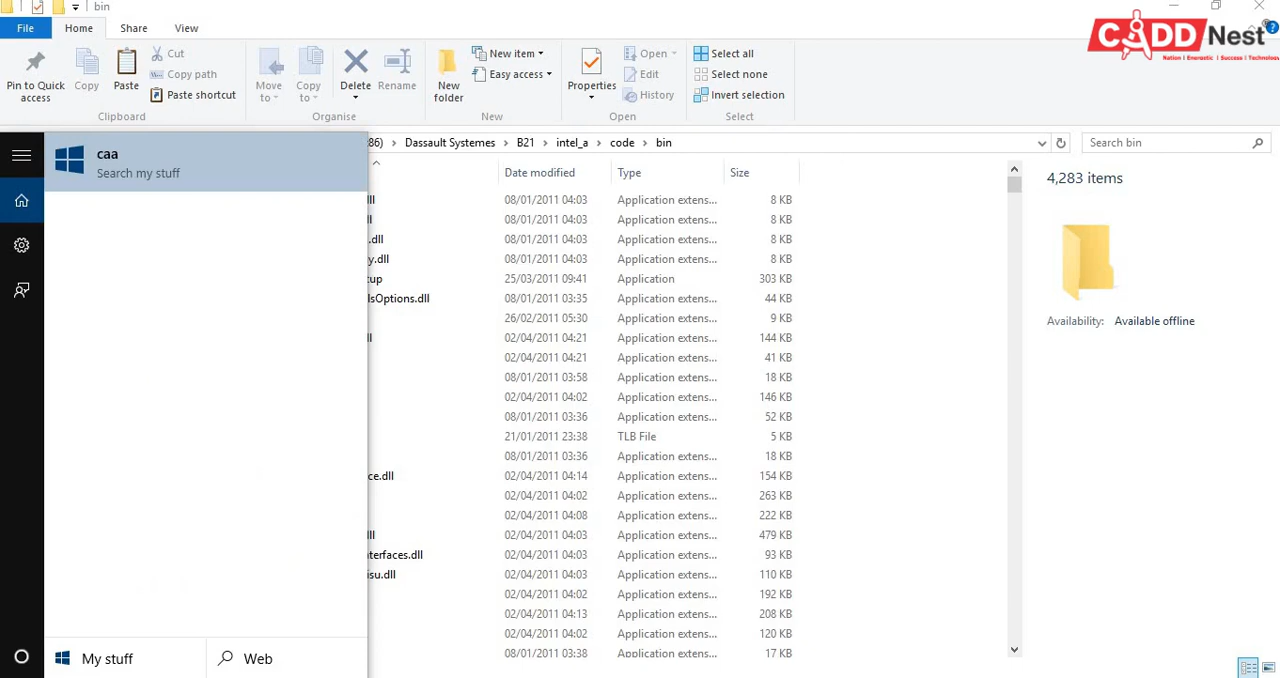 bin
File Home Share View
CADD Nest
Nation | Energetic | Success | Technology
Pin to Quick access
Copy
Paste
Cut
Copy path
Paste shortcut
Clipboard
Move to
Copy to
Delete
Rename
Organise
New folder
New item
Easy access
New
Properties
Open
Edit
History
Open
Select all
Select none
Invert selection
Select
caa
Search my stuff
86) > Dassault Systemes > B21 > intel_a > code > bin
Search bin
Date modified Type Size
4,283 items
Availability: Available offline
ll 08/01/2011 04:03 Application extens... 8 KB
ll 08/01/2011 04:03 Application extens... 8 KB
.dll 08/01/2011 04:03 Application extens... 8 KB
y.dll 08/01/2011 04:03 Application extens... 8 KB
tup 25/03/2011 09:41 Application 303 KB
lsOptions.dll 08/01/2011 03:35 Application extens... 44 KB
26/02/2011 05:30 Application extens... 9 KB
ll 02/04/2011 04:21 Application extens... 144 KB
02/04/2011 04:21 Application extens... 41 KB
08/01/2011 03:58 Application extens... 18 KB
02/04/2011 04:02 Application extens... 146 KB
08/01/2011 03:36 Application extens... 52 KB
21/01/2011 23:38 TLB File 5 KB
08/01/2011 03:36 Application extens... 18 KB
ce.dll 02/04/2011 04:14 Application extens... 154 KB
02/04/2011 04:02 Application extens... 263 KB
02/04/2011 04:08 Application extens... 222 KB
ll 02/04/2011 04:03 Application extens... 479 KB
nterfaces.dll 02/04/2011 04:03 Application extens... 93 KB
isu.dll 02/04/2011 04:03 Application extens... 110 KB
02/04/2011 04:02 Application extens... 192 KB
02/04/2011 04:13 Application extens... 208 KB
02/04/2011 04:02 Application extens... 120 KB
08/01/2011 03:38 Application extens... 17 KB
My stuff
Web